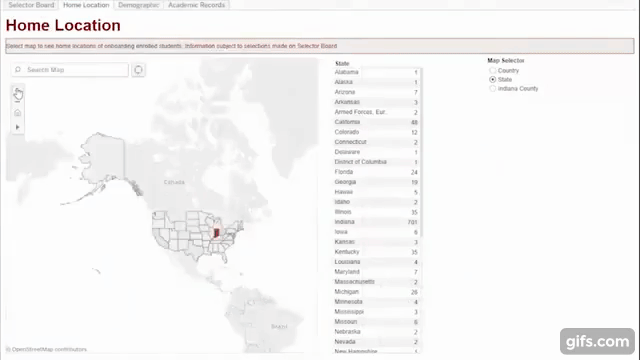 Selector Board Home Location Demographic Academic Records
Home Location
Select map to see home locations of onboarding enrolled students. Information subject to selections made on Selector Board
Search Map
Canada
Brazil
© OpenStreetMap contributors
State
Alabama 1
Alaska 1
Arizona 7
Arkansas 3
Armed Forces, Eur. 2
California 48
Colorado 12
Connecticut 2
Delaware 1
District of Columbia 1
Florida 24
Georgia 19
Hawaii 5
Idaho 2
Illinois 35
Indiana 781
Iowa 6
Kansas 3
Kentucky 35
Louisiana 4
Maryland 7
Massachusetts 2
Michigan 28
Minnesota 4
Mississippi 3
Missouri 8
Nebraska 2
Nevada 2
New Hampshire 1
Map Selector
Country
State
Indiana County
gifs.com